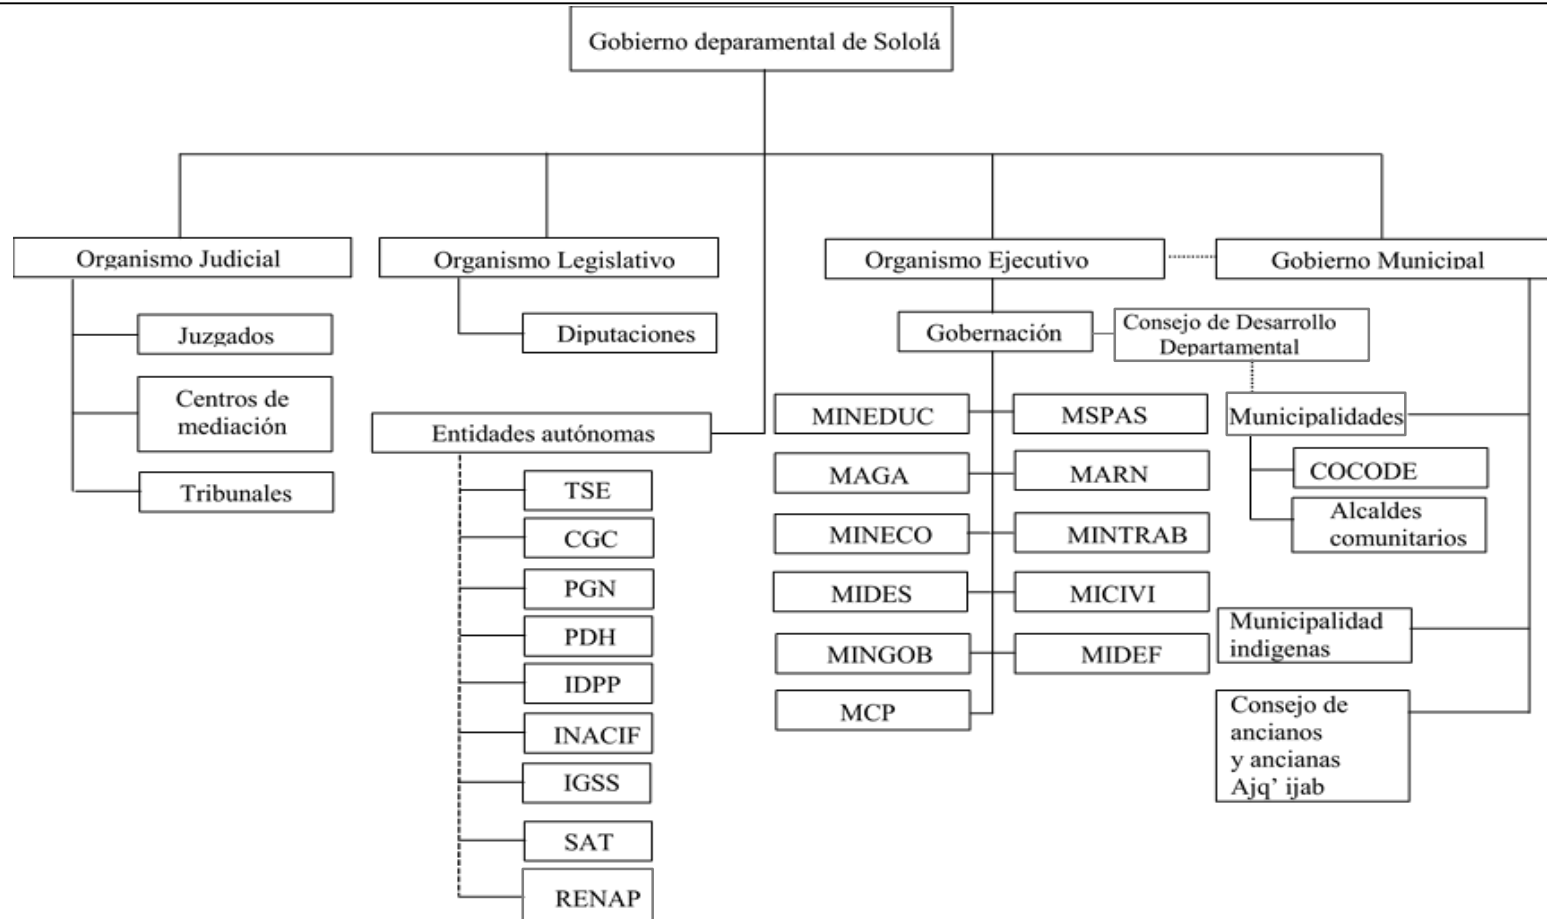 Gobierno deparamental de Sololá
Organismo Judicial
Organismo Legislativo
Organismo Ejecutivo
Gobierno Municipal
Juzgados
Centros de
mediación
Tribunales
Diputaciones
Entidades autónomas
TSE
CGC
PGN
PDH
IDPP
INACIF
IGSS
SAT
RENAP
Gobernación
Consejo de Desarrollo
Departamental
MINEDUC
MSPAS
MAGA
MARN
MINECO
MINTRAB
MIDES
MICIVI
MINGOB
MIDEF
MCP
Municipalidades
COCODE
Alcaldes
comunitarios
Municipalidad
indigenas
Consejo de
ancianos
y ancianas
Ajq’ ijab